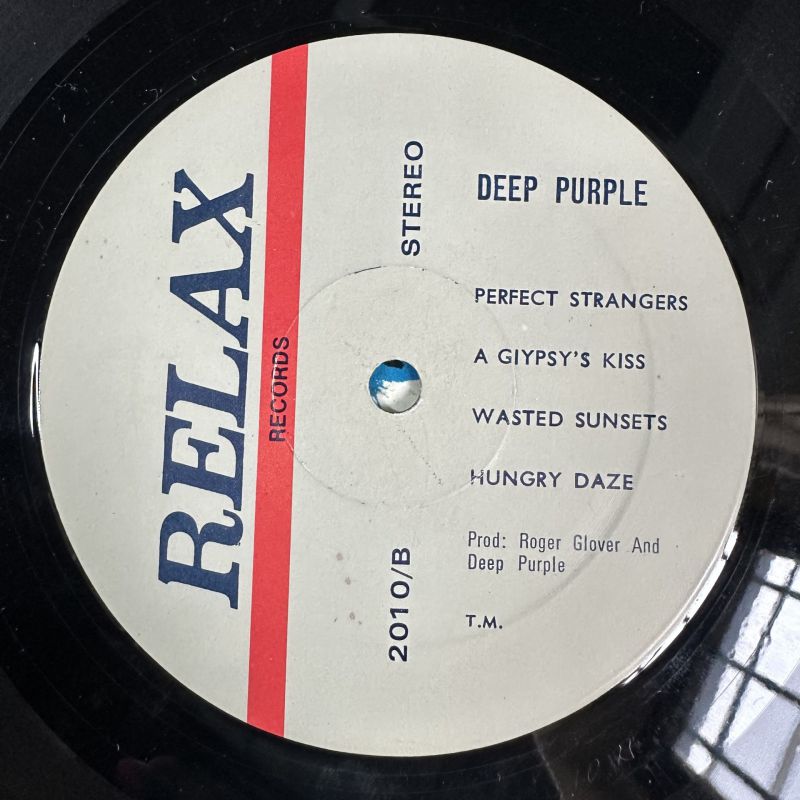 RELAX
RECORDS
STEREO
2010/B
DEEP PURPLE
PERFECT STRANGERS
A GIYPSY'S KISS
WASTED SUNSETS
HUNGRY DAZE
Prod: Roger Glover And
Deep Purple
T.M.